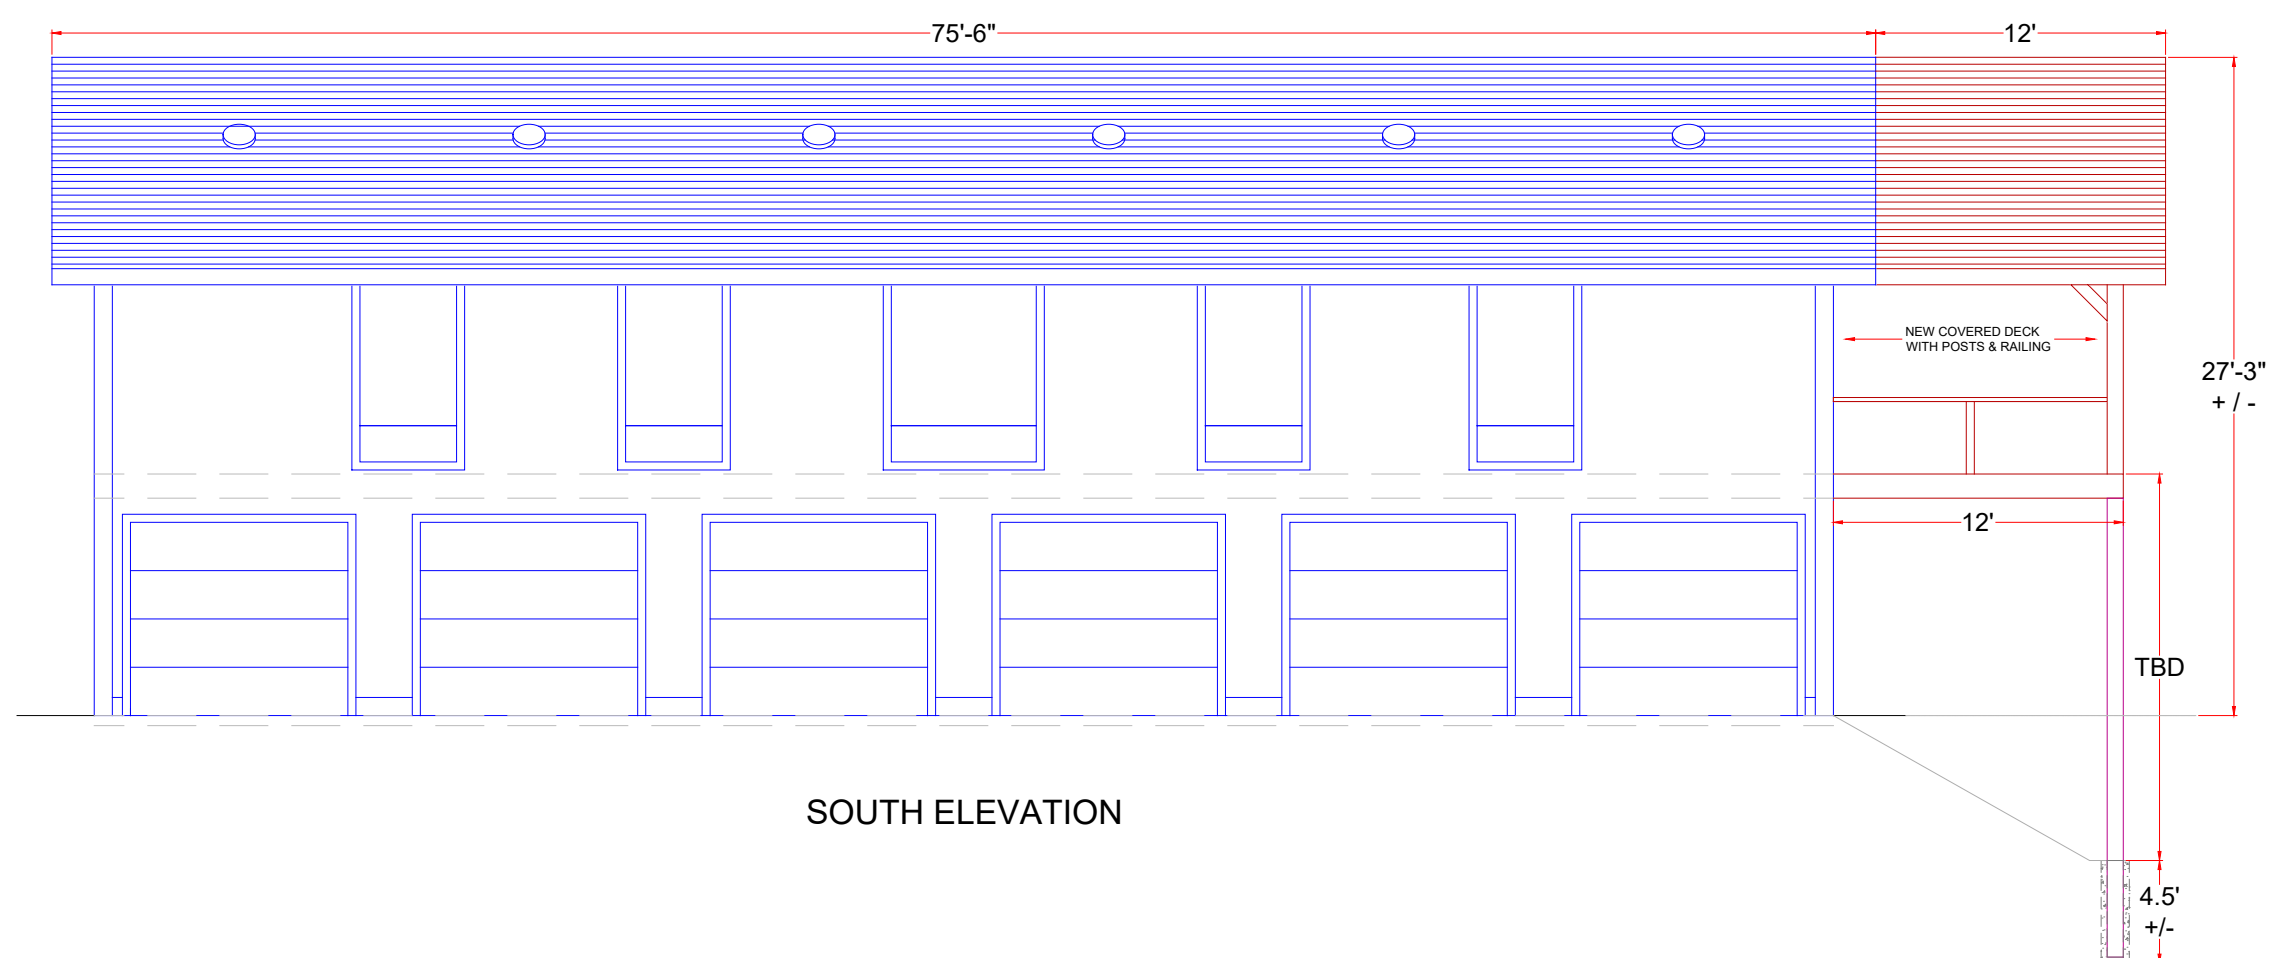 75'-6"
12'
NEW COVERED DECK
WITH POSTS & RAILING
27'-3"
+ / -
12'
TBD
SOUTH ELEVATION
4.5'
+/-